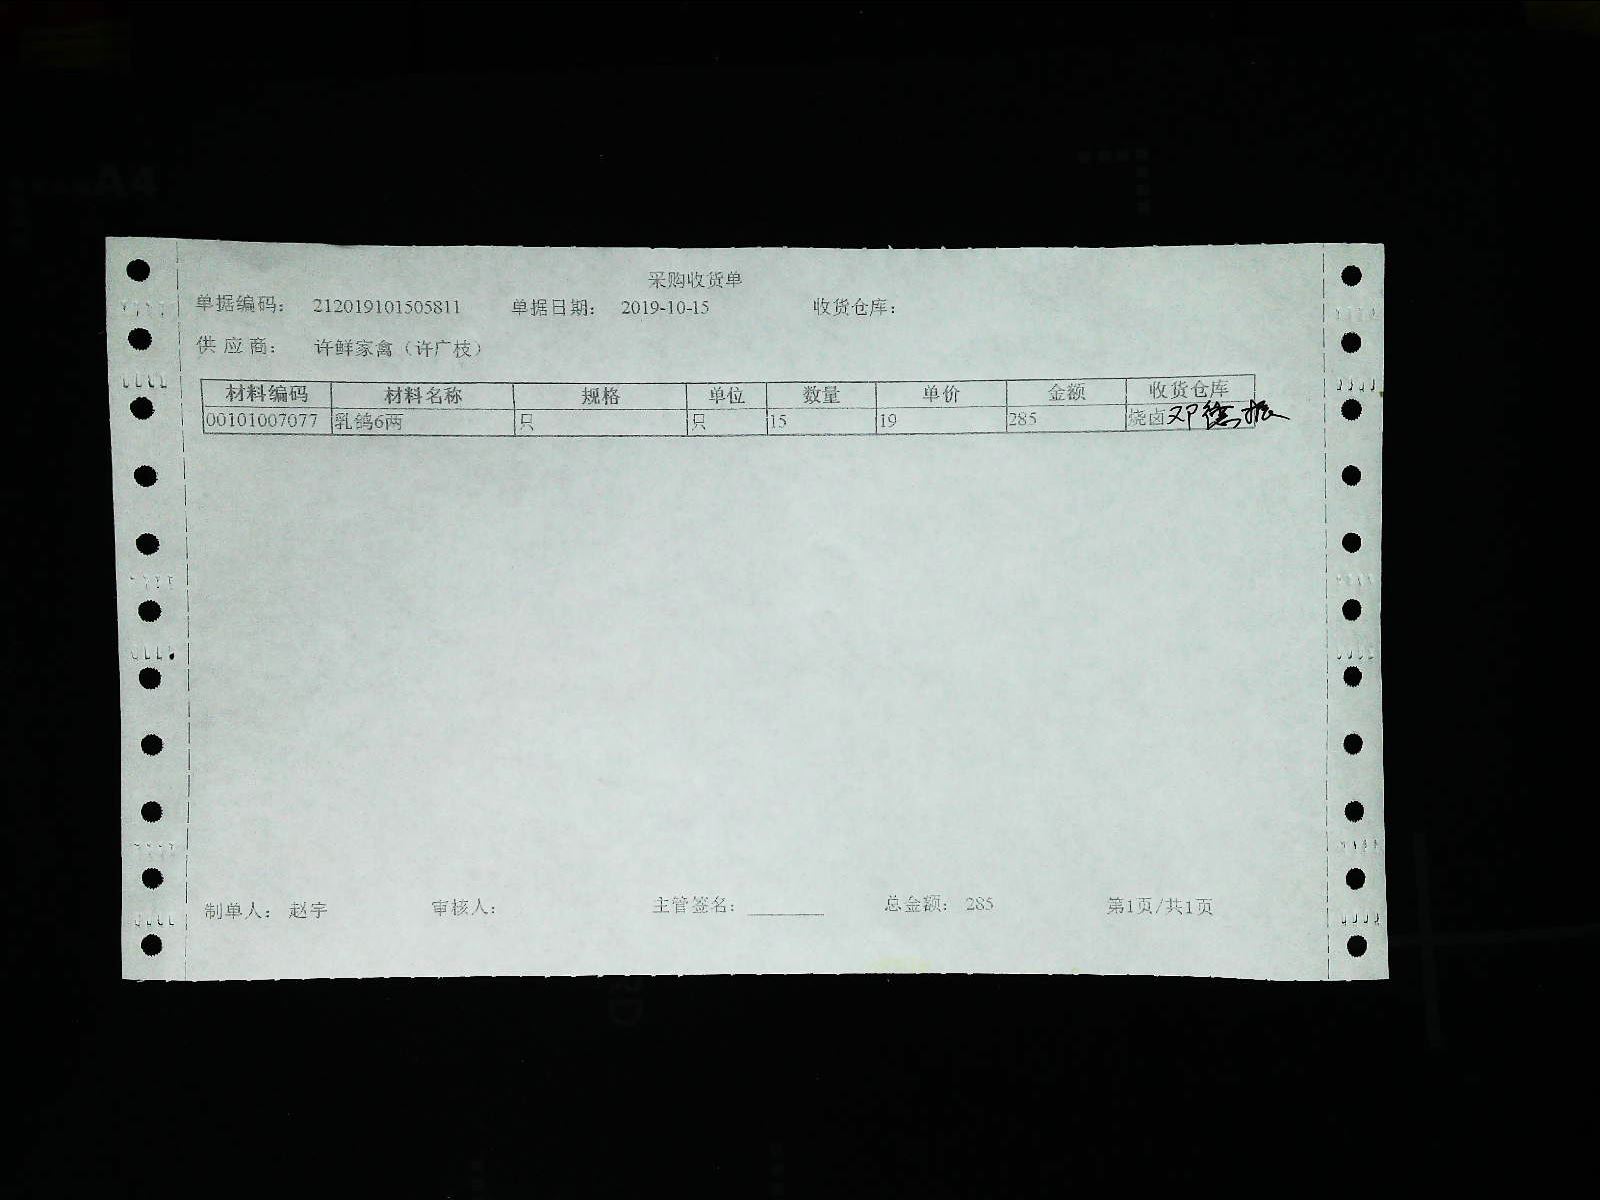 采购收货单
单据编码： 212019101505811 单据日期： 2019-10-15 收货仓库：
供应商： 许鲜家禽（许广枝）
材料编码 材料名称 规格 单位 数量 单价 金额 收货仓库
00101007077 乳鸽6两 只 只 15 19 285 烧卤 邓
制单人： 赵宇 审核人： 主管签名： ________ 总金额： 285 第1页/共1页